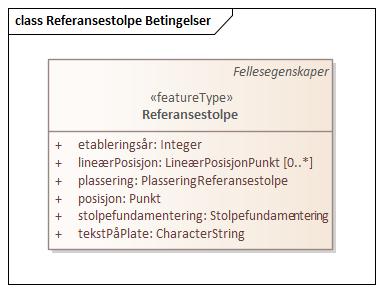 class Referansestolpe Betingelser
Fellesegenskaper
«featureType»
Referansestolpe
+ etableringsår: Integer
+ lineærPosisjon: LineærPosisjonPunkt [0..*]
+ plassering: PlasseringReferansestolpe
+ posisjon: Punkt
+ stolpefundamentering: Stolpefundamentering
+ tekstPåPlate: CharacterString